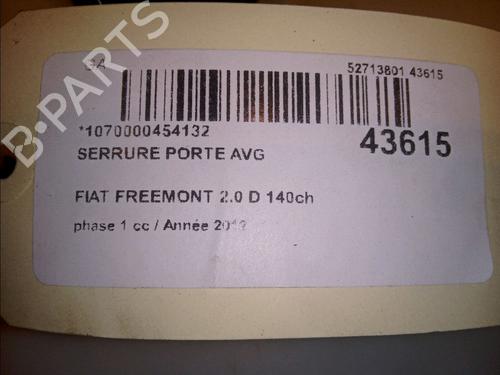 B-PARTS
52713801 43615
*1070000454132
43615
SERRURE PORTE AVG
FIAT FREEMONT 2.0 D 140ch
phase 1 cc / Année